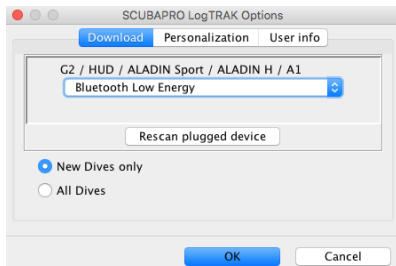 SCUBAPRO LogTRAK Options
Download Personalization User info
G2 / HUD / ALADIN Sport / ALADIN H / A1
Bluetooth Low Energy
Rescan plugged device
New Dives only
All Dives
OK Cancel